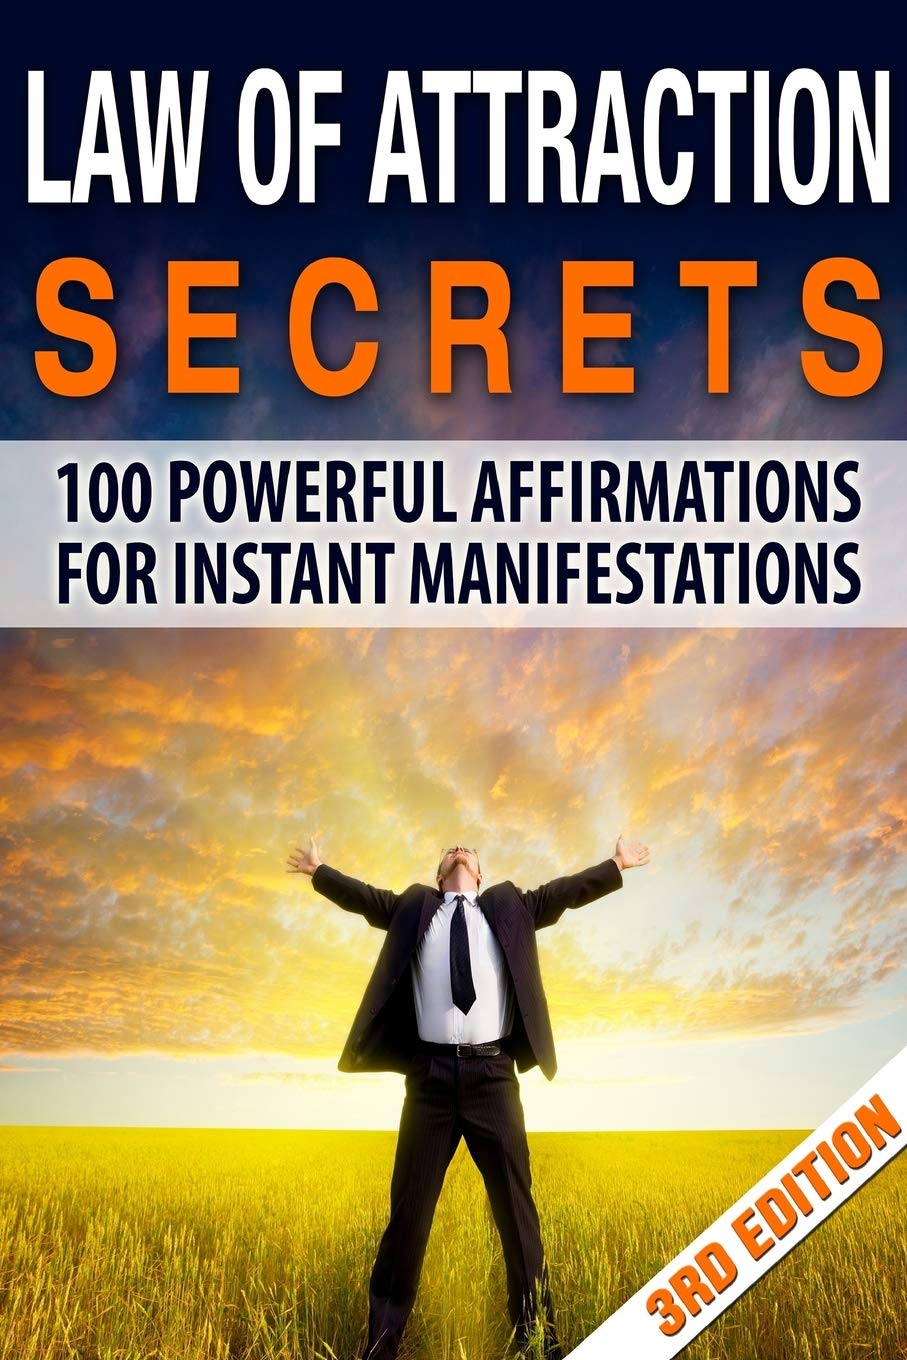 LAW OF ATTRACTION
SECRETS
100 POWERFUL AFFIRMATIONS
FOR INSTANT MANIFESTATIONS
3RD EDITION